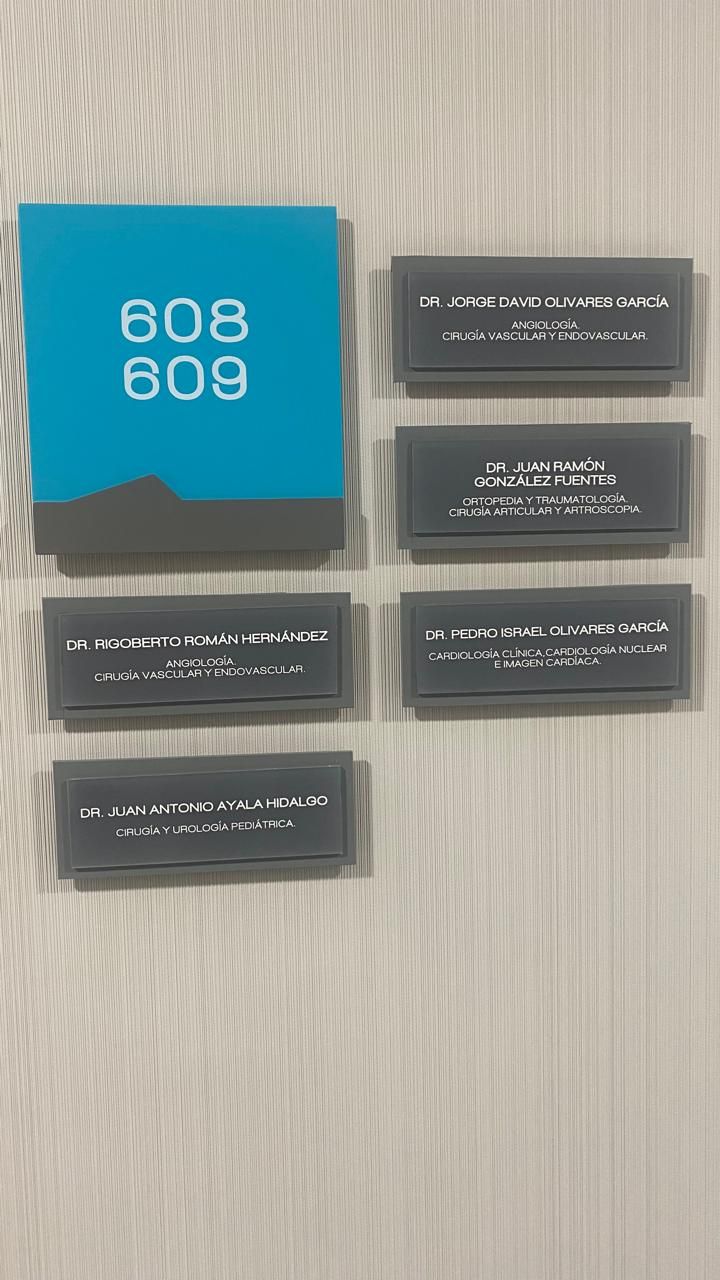 608
609
DR. RIGOBERTO ROMÁN HERNÁNDEZ
ANGIOLOGÍA.
CIRUGÍA VASCULAR Y ENDOVASCULAR.
DR. JUAN ANTONIO AYALA HIDALGO
CIRUGÍA Y UROLOGÍA PEDIÁTRICA.
DR. JORGE DAVID OLIVARES GARCÍA
ANGIOLOGÍA.
CIRUGÍA VASCULAR Y ENDOVASCULAR.
DR. JUAN RAMÓN
GONZÁLEZ FUENTES
ORTOPEDIA Y TRAUMATOLOGÍA.
CIRUGÍA ARTICULAR Y ARTROSCOPIA.
DR. PEDRO ISRAEL OLIVARES GARCÍA
CARDIOLOGÍA CLÍNICA,CARDIOLOGÍA NUCLEAR
E IMAGEN CARDÍACA.